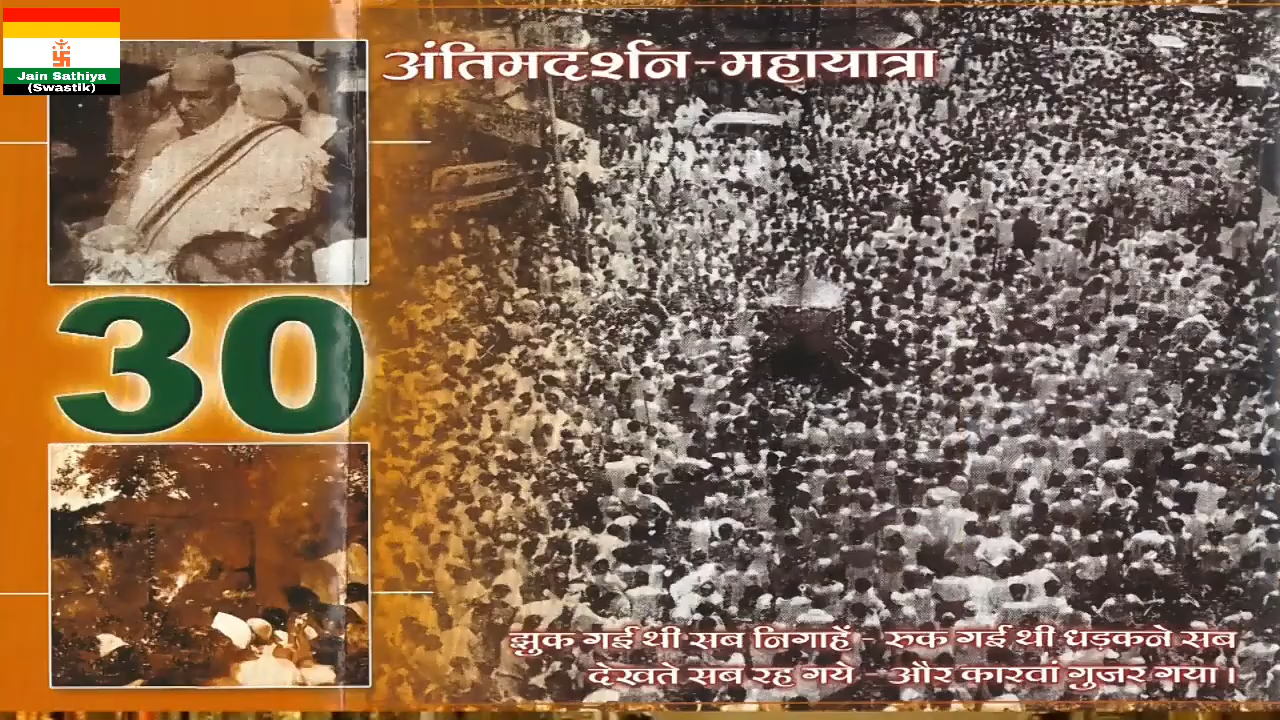 Jain Sathiya
(Swastik)
अंतिमदर्शन-महायात्रा
30
झुक गई थी सब निगाहें - रुक गई थी धड़कने सब
देखते सब रह गये - और कारवां गुजर गया।